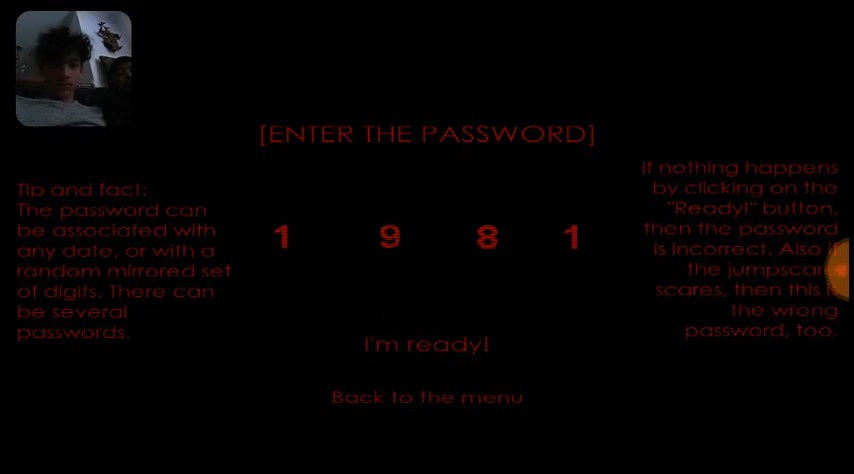 [ENTER THE PASSWORD]
Tip and fact:
The password can
be associated with
any date, or with a
random mirrored set
of digits. There can
be several
passwords.
1 9 8 1
If nothing happens
by clicking on the
"Ready!" button,
then the password
is incorrect. Also if
the jumpscare
scares, then this is
the wrong
password, too.
I'm ready!
Back to the menu